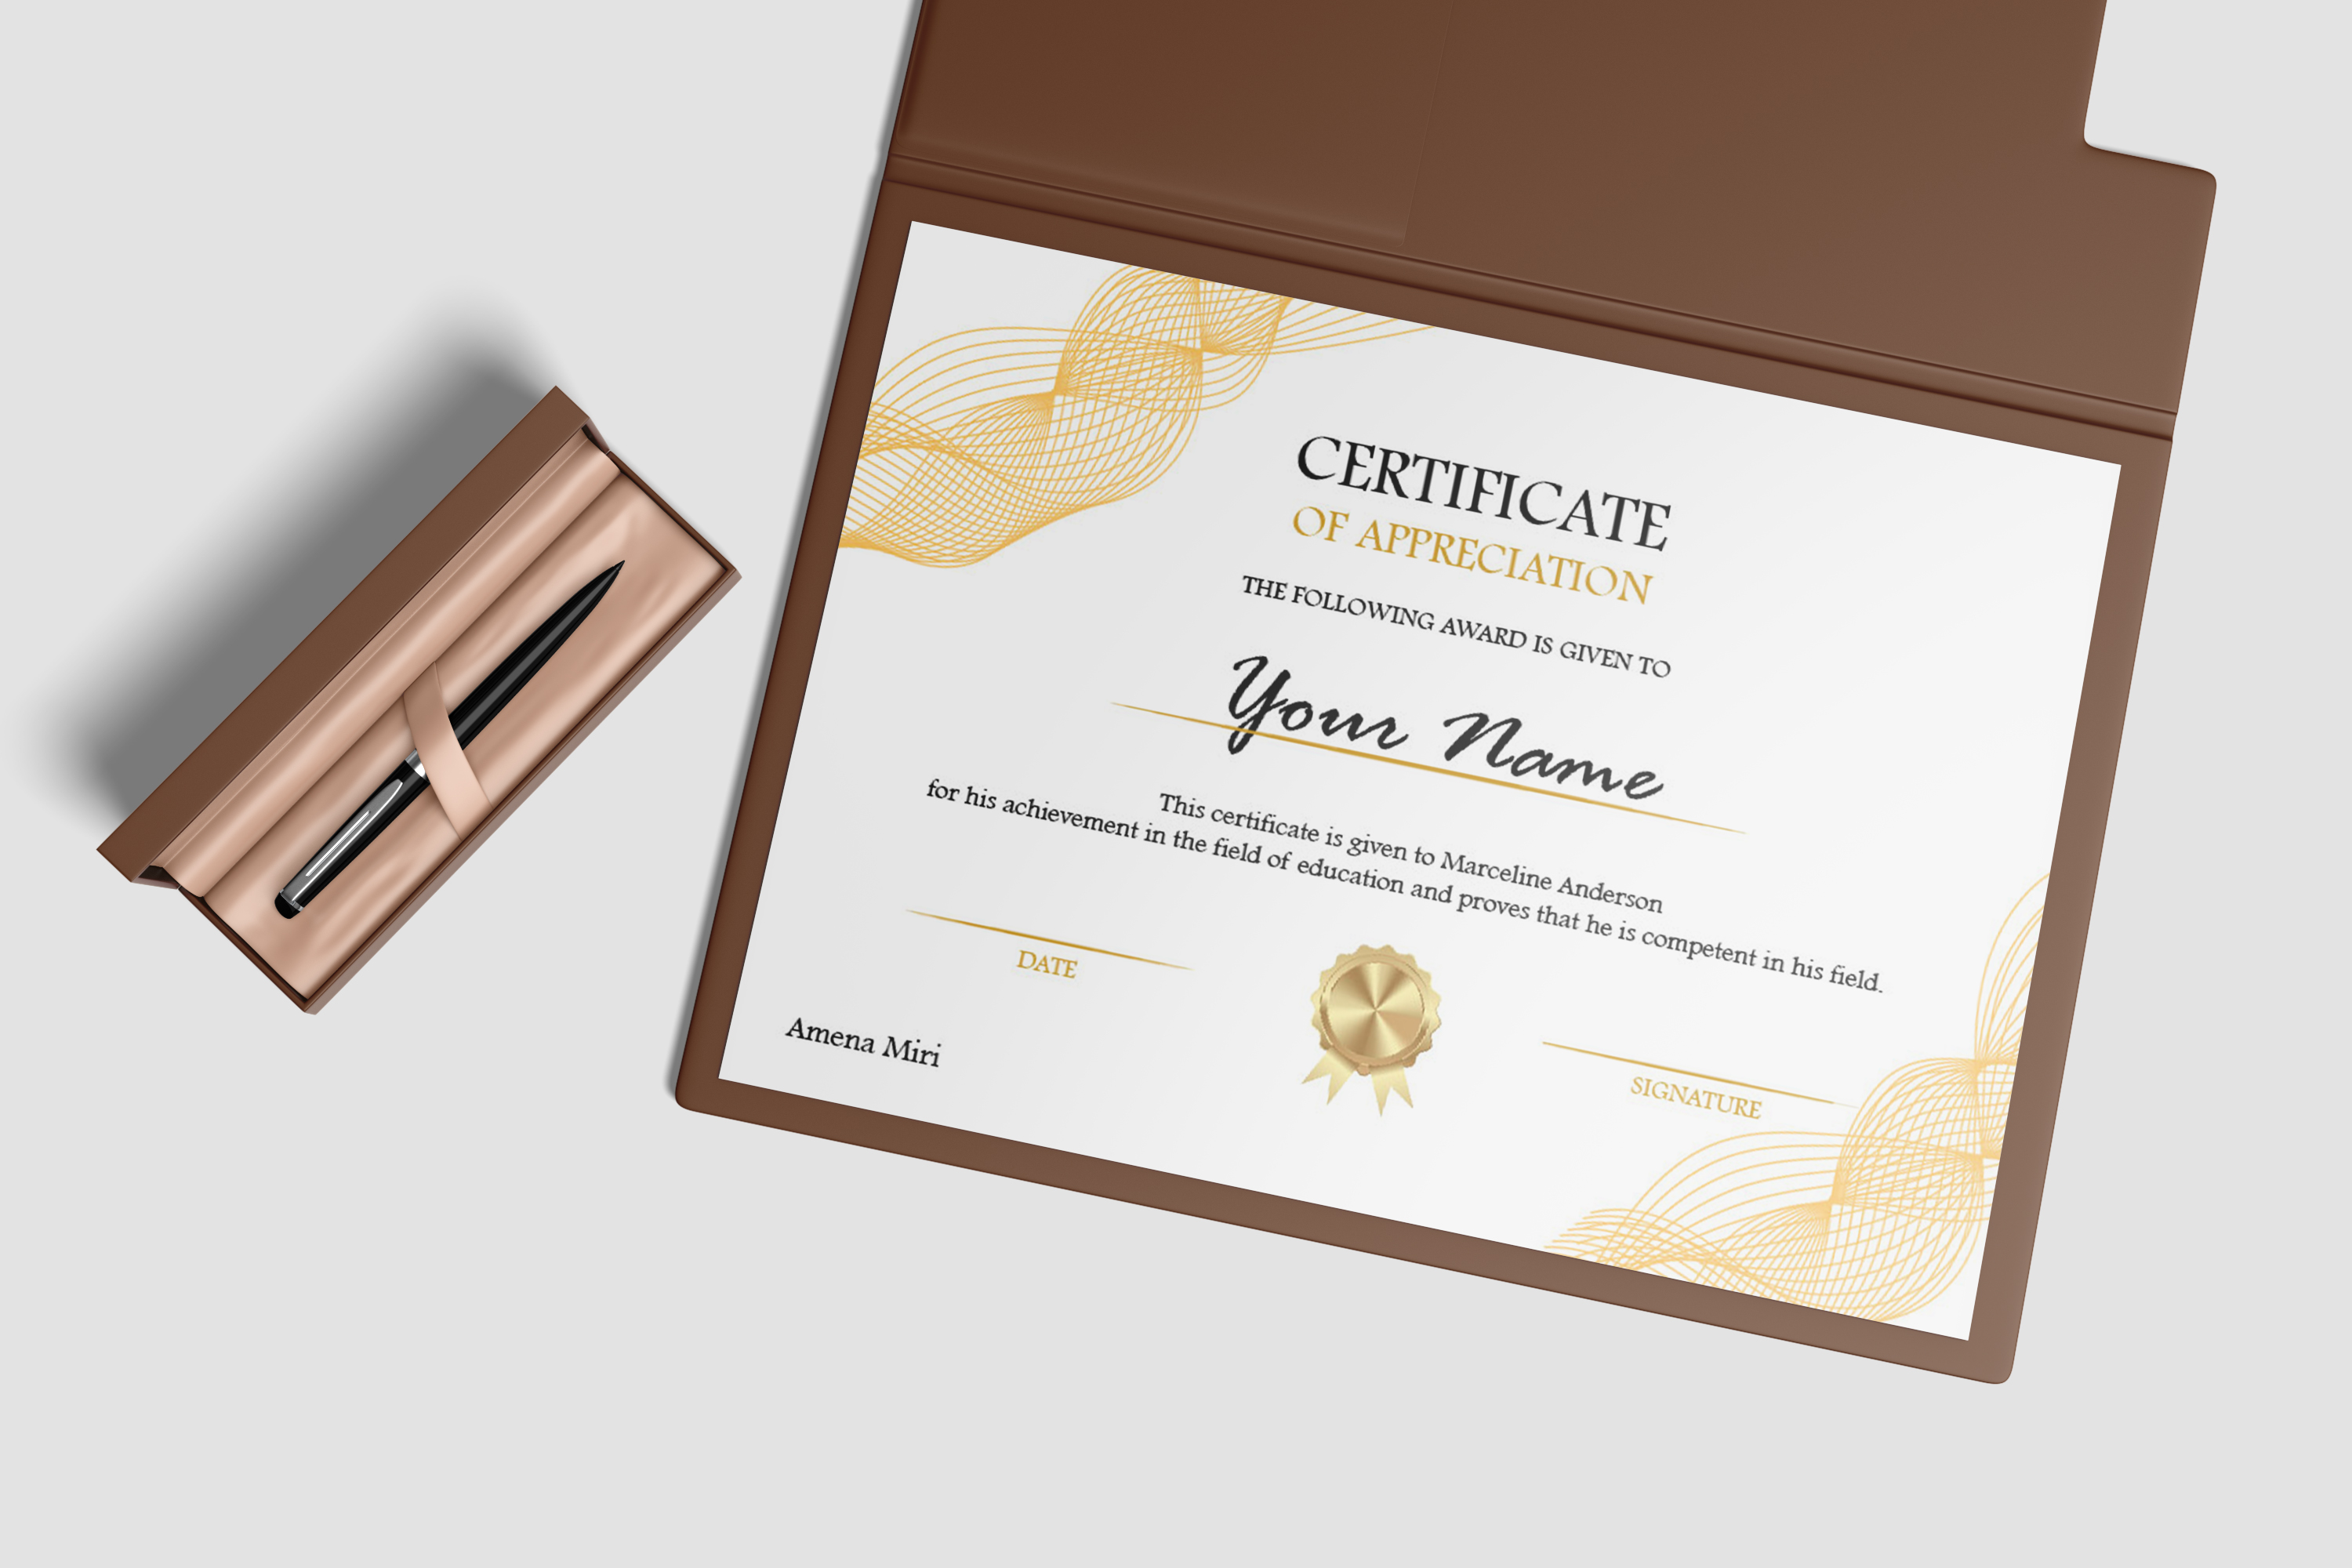 CERTIFICATE
OF APPRECIATION
THE FOLLOWING AWARD IS GIVEN TO
Your Name
This certificate is given to Marceline Anderson
for his achievement in the field of education and proves that he is competent in his field.
DATE
SIGNATURE
Amena Miri